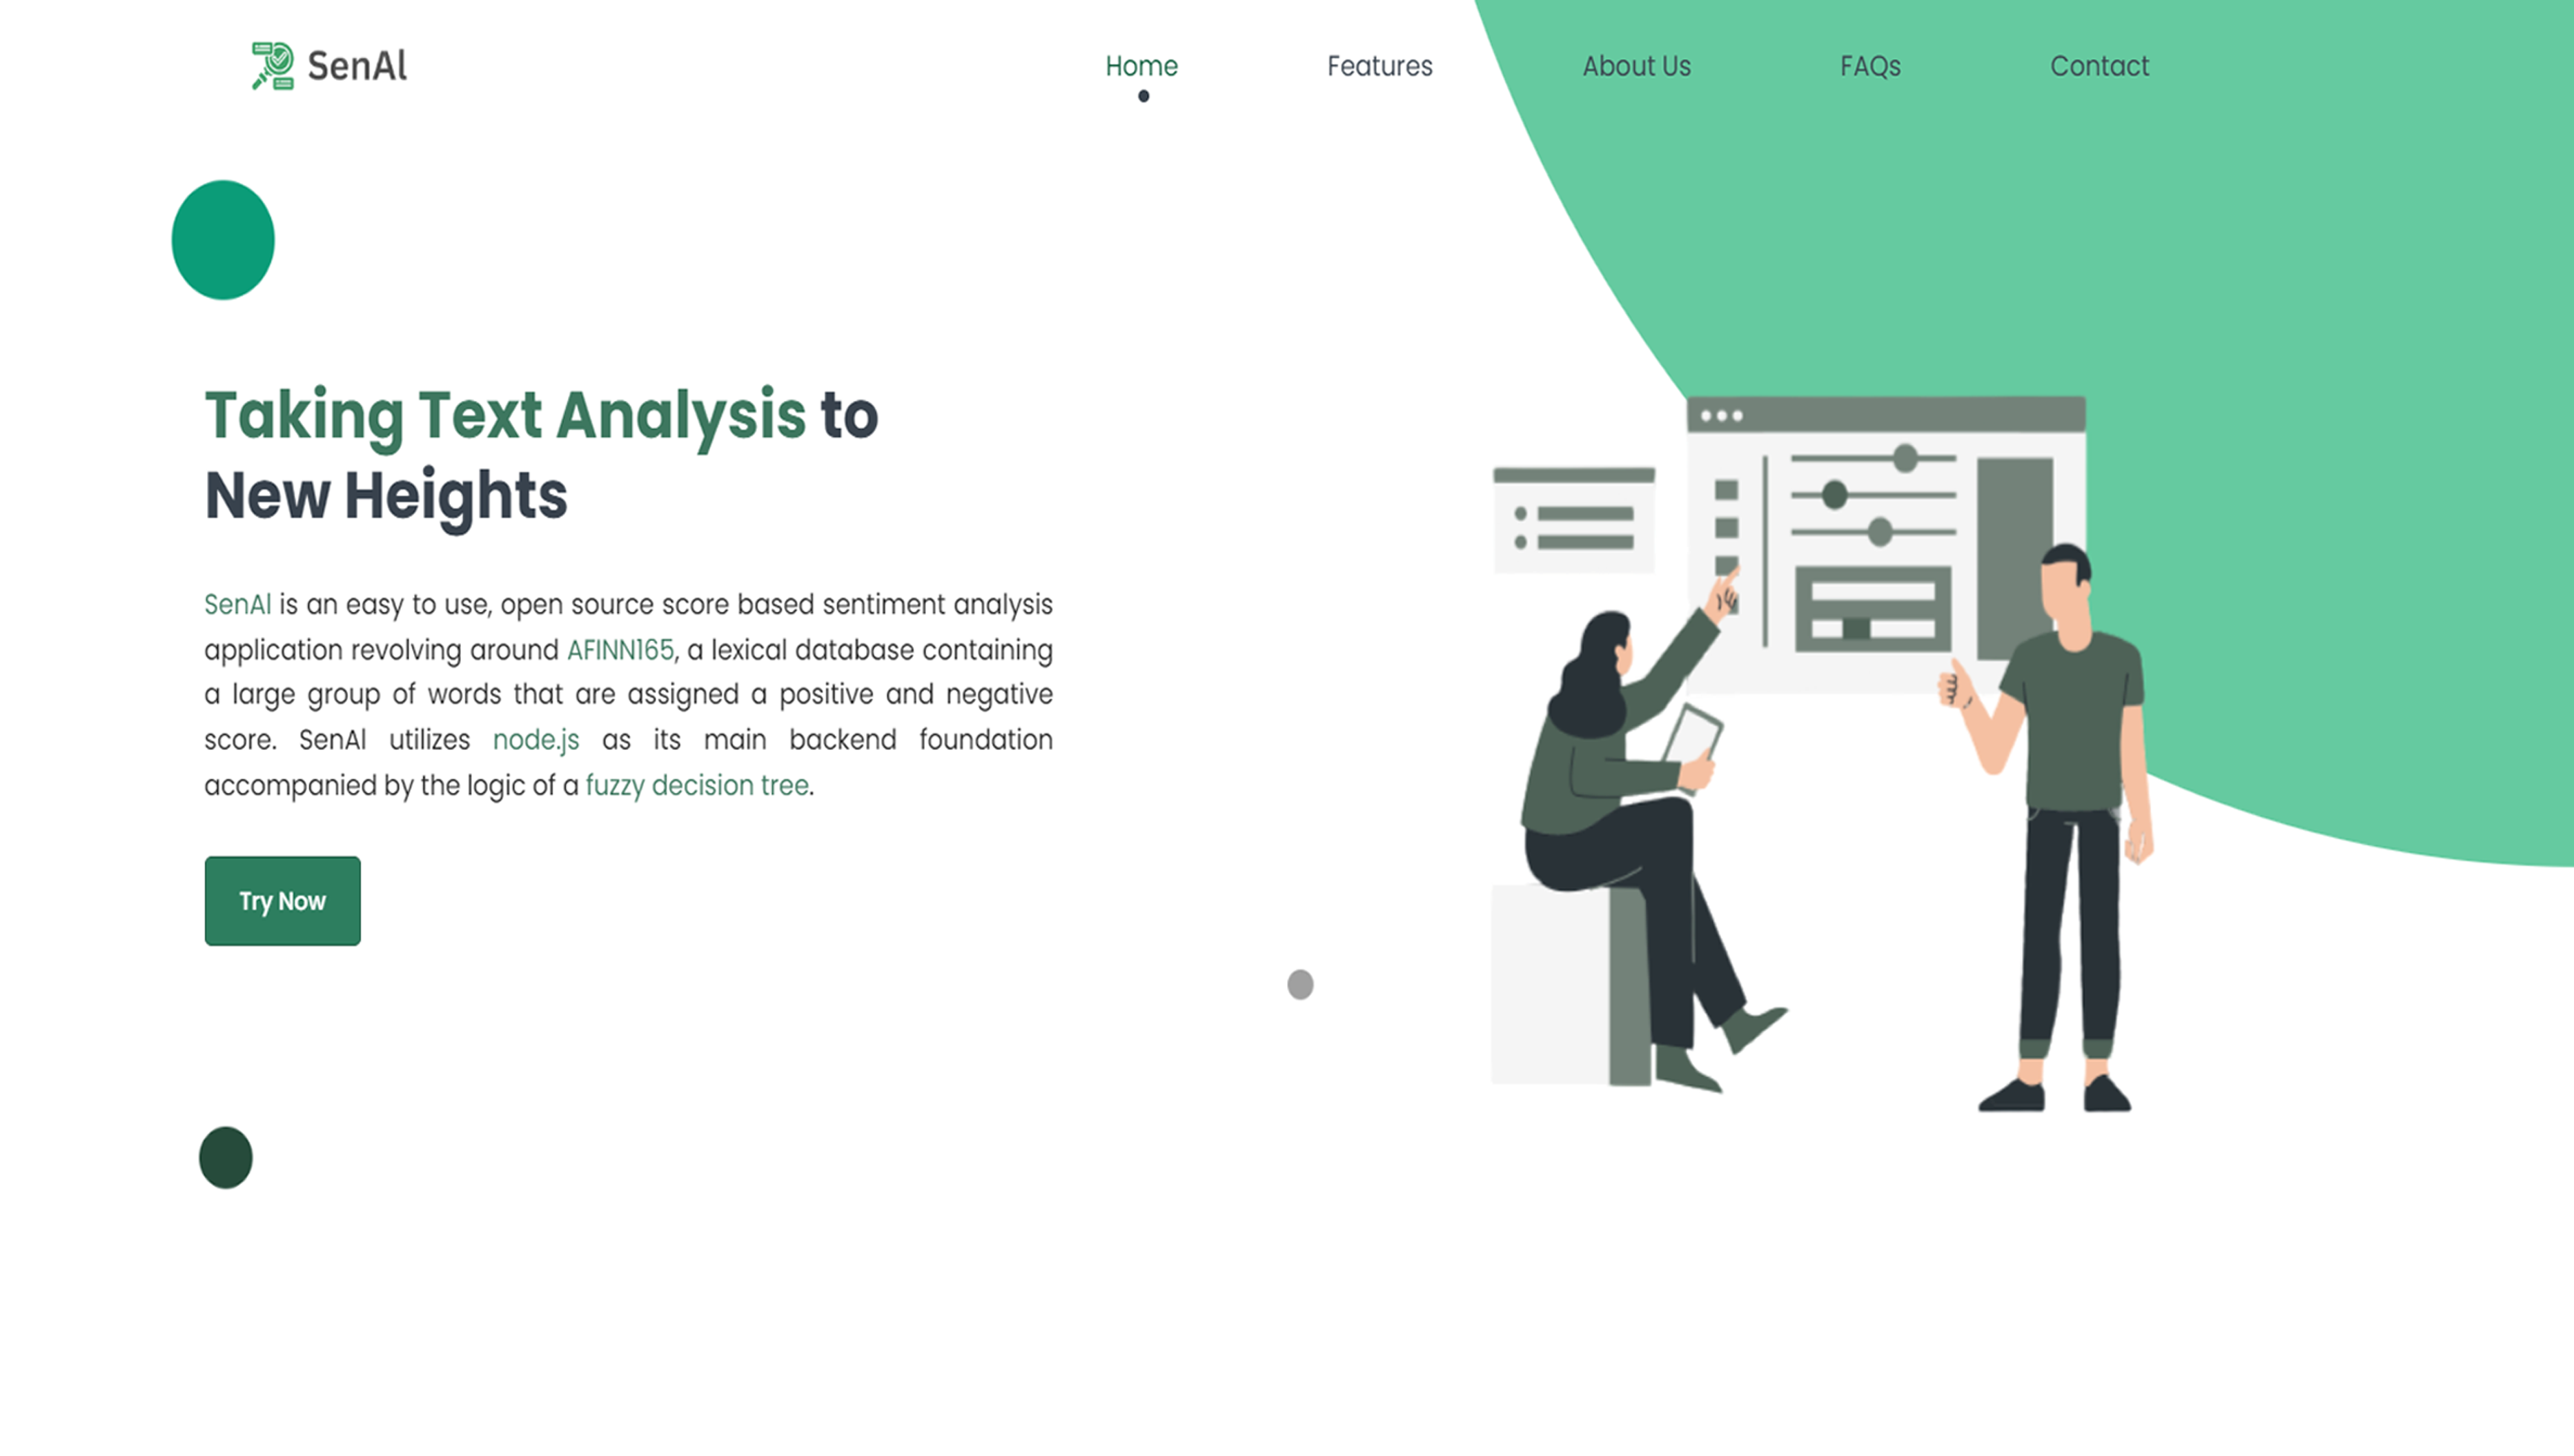 SenAl
Home
Features
About Us
FAQs
Contact
Taking Text Analysis to
New Heights
SenAl is an easy to use, open source score based sentiment analysis
application revolving around AFINN165, a lexical database containing
a large group of words that are assigned a positive and negative
score. SenAl utilizes node.js as its main backend foundation
accompanied by the logic of a fuzzy decision tree.
Try Now